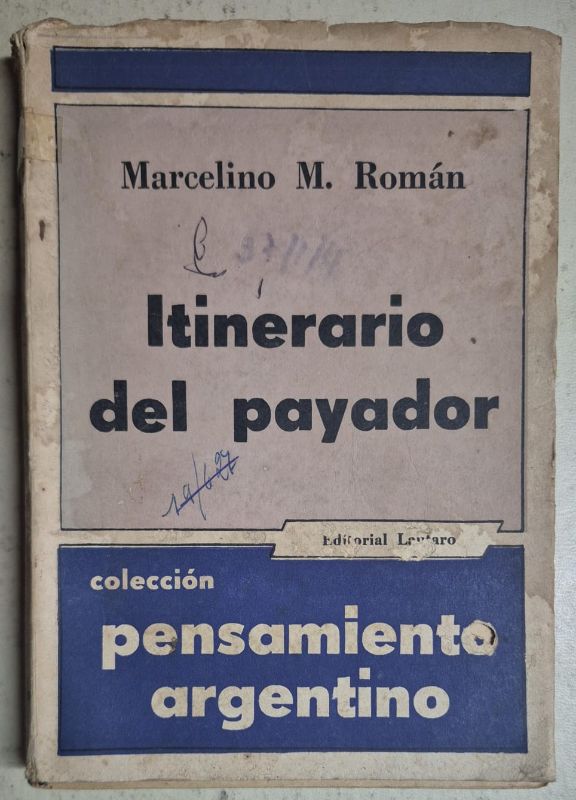 Marcelino M. Román
Itinerario
del payador
Editorial Lautaro
colección
pensamiento
argentino